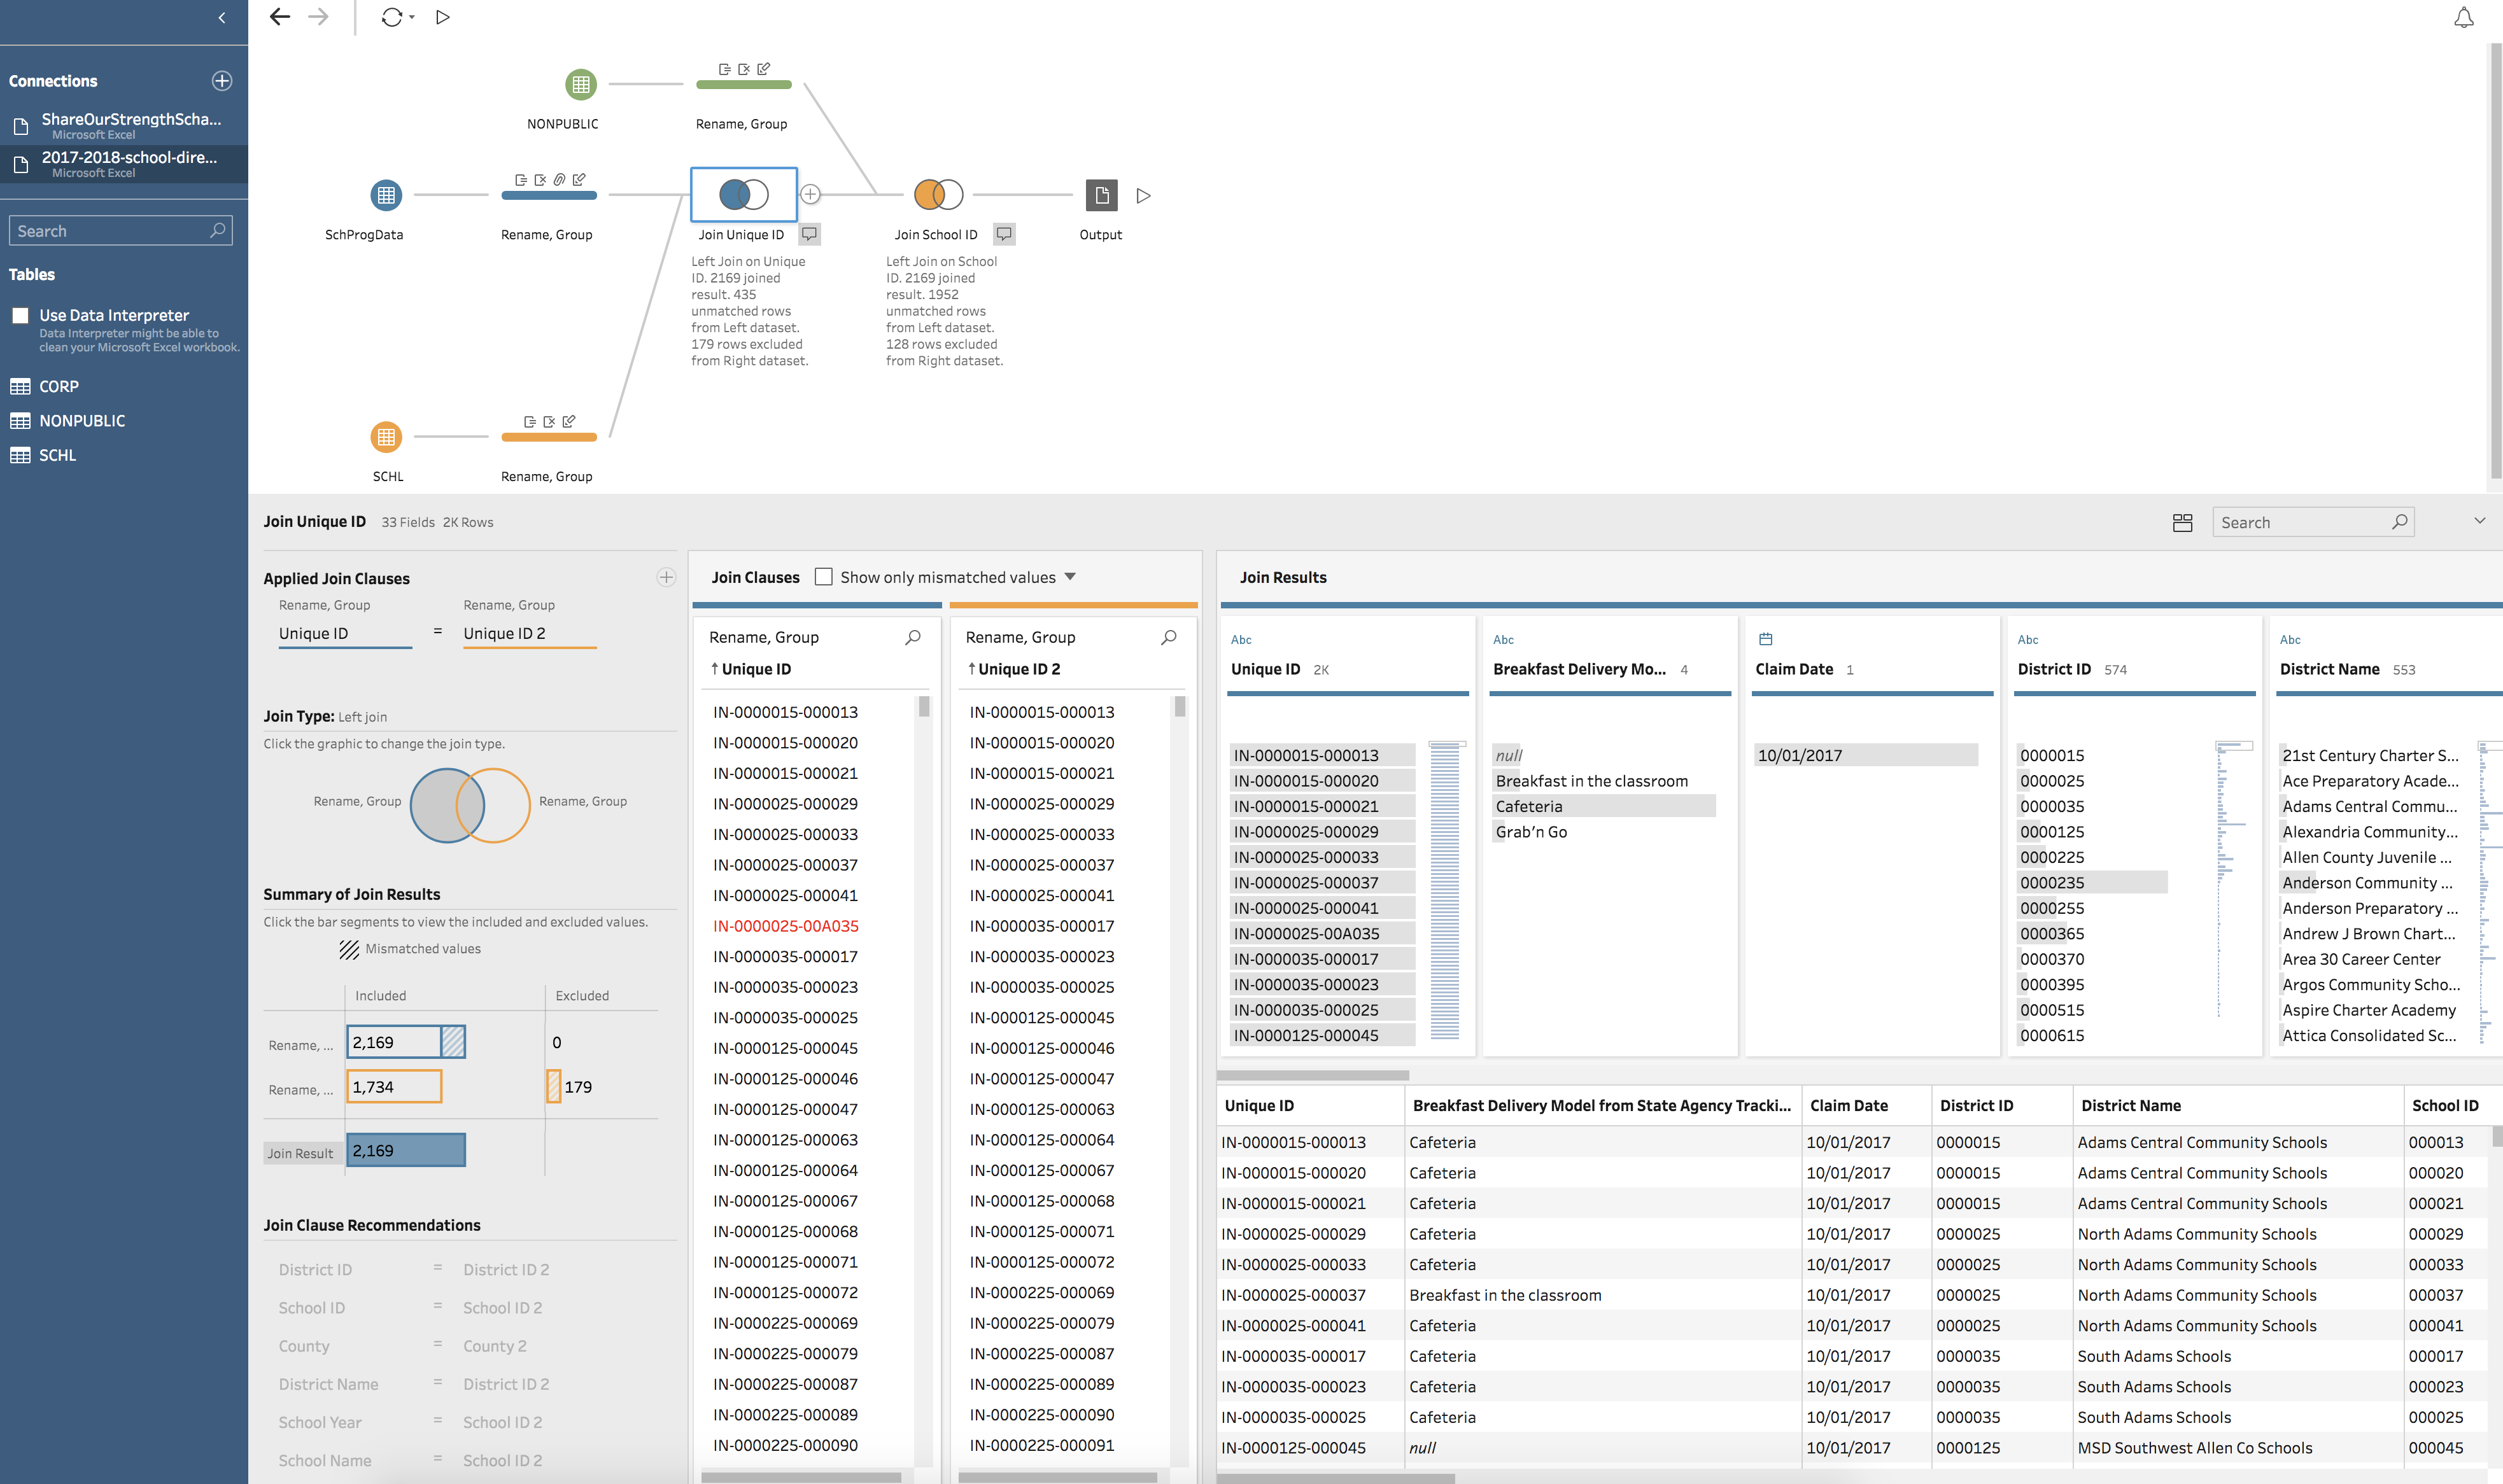 Connections
ShareOurStrengthScha...
Microsoft Excel
2017-2018-school-dire...
Microsoft Excel
Search
Tables
Use Data Interpreter
Data Interpreter might be able to
clean your Microsoft Excel workbook.
CORP
NONPUBLIC
SCHL
NONPUBLIC
Rename, Group
SchProgData
Rename, Group
Join Unique ID
Left Join on Unique
ID. 2169 joined
result. 435
unmatched rows
from Left dataset.
179 rows excluded
from Right dataset.
Join School ID
Left Join on School
ID. 2169 joined
result. 1952
unmatched rows
from Left dataset.
128 rows excluded
from Right dataset.
Output
SCHL
Rename, Group
Join Unique ID 33 Fields 2K Rows
Search
Applied Join Clauses
Rename, Group Rename, Group
Unique ID = Unique ID 2
Join Type: Left join
Click the graphic to change the join type.
Rename, Group Rename, Group
Summary of Join Results
Click the bar segments to view the included and excluded values.
Mismatched values
Included Excluded
Rename, ... 2,169 0
Rename, ... 1,734 179
Join Result 2,169
Join Clause Recommendations
District ID = District ID 2
School ID = School ID 2
County = County 2
District Name = District ID 2
School Year = School ID 2
School Name = School ID 2
Join Clauses Show only mismatched values
Rename, Group
Unique ID
IN-0000015-000013
IN-0000015-000020
IN-0000015-000021
IN-0000025-000029
IN-0000025-000033
IN-0000025-000037
IN-0000025-000041
IN-0000025-00A035
IN-0000035-000017
IN-0000035-000023
IN-0000035-000025
IN-0000125-000045
IN-0000125-000046
IN-0000125-000047
IN-0000125-000063
IN-0000125-000064
IN-0000125-000067
IN-0000125-000068
IN-0000125-000071
IN-0000125-000072
IN-0000225-000069
IN-0000225-000079
IN-0000225-000087
IN-0000225-000089
IN-0000225-000090
Rename, Group
Unique ID 2
IN-0000015-000013
IN-0000015-000020
IN-0000015-000021
IN-0000025-000029
IN-0000025-000033
IN-0000025-000037
IN-0000025-000041
IN-0000035-000017
IN-0000035-000023
IN-0000035-000025
IN-0000125-000045
IN-0000125-000046
IN-0000125-000047
IN-0000125-000063
IN-0000125-000064
IN-0000125-000067
IN-0000125-000068
IN-0000125-000071
IN-0000125-000072
IN-0000225-000069
IN-0000225-000079
IN-0000225-000087
IN-0000225-000089
IN-0000225-000090
IN-0000225-000091
Join Results
Abc
Unique ID 2K
IN-0000015-000013
IN-0000015-000020
IN-0000015-000021
IN-0000025-000029
IN-0000025-000033
IN-0000025-000037
IN-0000025-000041
IN-0000025-00A035
IN-0000035-000017
IN-0000035-000023
IN-0000035-000025
IN-0000125-000045
Abc
Breakfast Delivery Mo... 4
null
Breakfast in the classroom
Cafeteria
Grab'n Go
Claim Date 1
10/01/2017
Abc
District ID 574
0000015
0000025
0000035
0000125
0000225
0000235
0000255
0000365
0000370
0000395
0000515
0000615
Abc
District Name 553
21st Century Charter S...
Ace Preparatory Acade...
Adams Central Commu...
Alexandria Community...
Allen County Juvenile ...
Anderson Community ...
Anderson Preparatory ...
Andrew J Brown Chart...
Area 30 Career Center
Argos Community Scho...
Aspire Charter Academy
Attica Consolidated Sc...
Unique ID Breakfast Delivery Model from State Agency Tracki... Claim Date District ID District Name School ID
IN-0000015-000013 Cafeteria 10/01/2017 0000015 Adams Central Community Schools 000013
IN-0000015-000020 Cafeteria 10/01/2017 0000015 Adams Central Community Schools 000020
IN-0000015-000021 Cafeteria 10/01/2017 0000015 Adams Central Community Schools 000021
IN-0000025-000029 Cafeteria 10/01/2017 0000025 North Adams Community Schools 000029
IN-0000025-000033 Cafeteria 10/01/2017 0000025 North Adams Community Schools 000033
IN-0000025-000037 Breakfast in the classroom 10/01/2017 0000025 North Adams Community Schools 000037
IN-0000025-000041 Cafeteria 10/01/2017 0000025 North Adams Community Schools 000041
IN-0000035-000017 Cafeteria 10/01/2017 0000035 South Adams Schools 000017
IN-0000035-000023 Cafeteria 10/01/2017 0000035 South Adams Schools 000023
IN-0000035-000025 Cafeteria 10/01/2017 0000035 South Adams Schools 000025
IN-0000125-000045 null 10/01/2017 0000125 MSD Southwest Allen Co Schools 000045